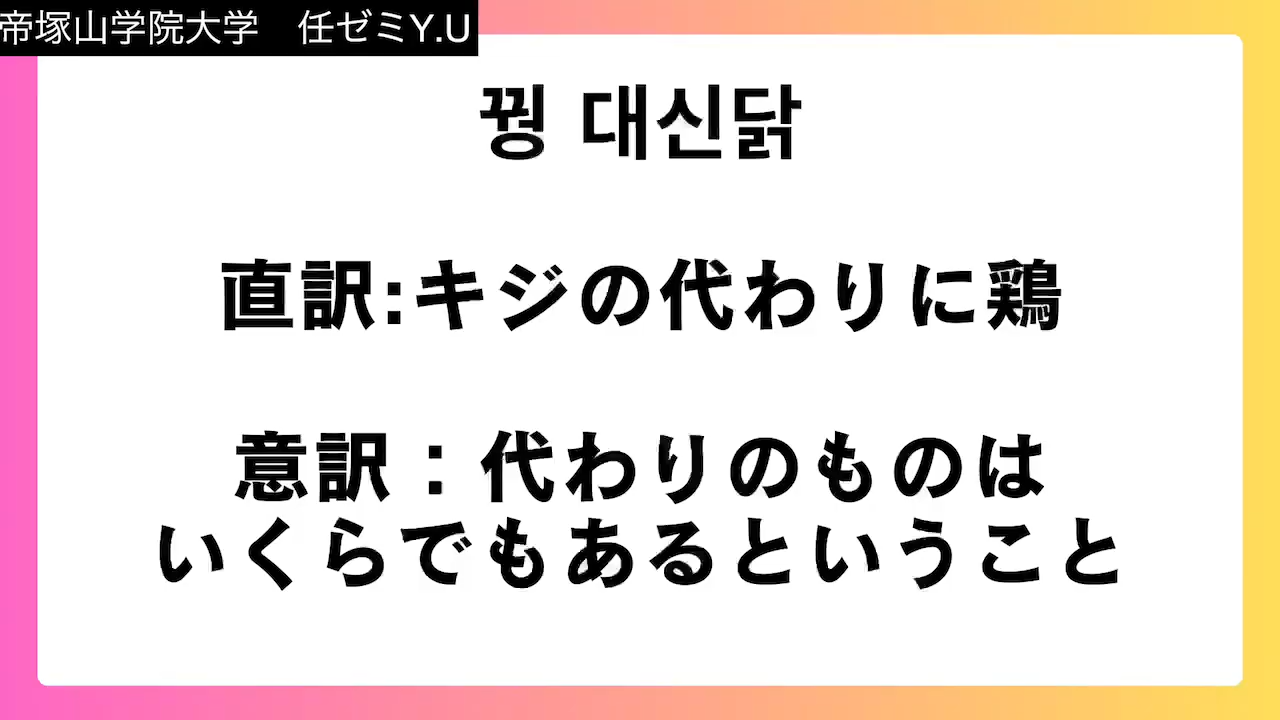 帝塚山学院大学　任ゼミY.U
꿩 대신닭
直訳:キジの代わりに鶏
意訳：代わりのものは
いくらでもあるということ